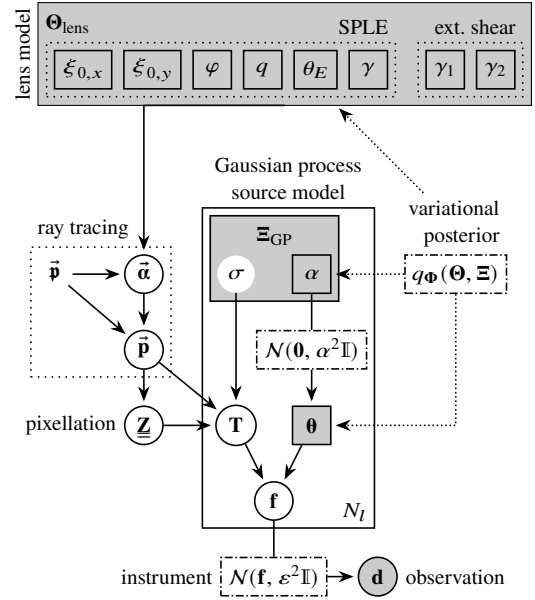 lens model
Θlens
SPLE
ext. shear
ξ0,x ξ0,y φ q θE γ γ1 γ2
Gaussian process
source model
variational
posterior
ray tracing
ΞGP
𝖕⃗ α⃗ σ α qΦ(Θ, Ξ)
𝒩(0, α²𝕀)
p⃗
pixellation Z T θ
f
Nl
instrument 𝒩(f, ε²𝕀) d observation